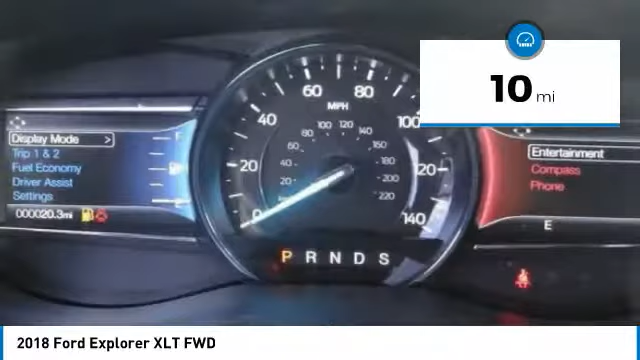 10 mi
MPH
0
20
40
60
80
100
120
140
20
40
60
80
100
120
140
160
180
200
220
Display Mode >
Trip 1 & 2
Fuel Economy
Driver Assist
Settings
000020.3mi
F
Entertainment
Compass
Phone
E
P R N D S
2018 Ford Explorer XLT FWD